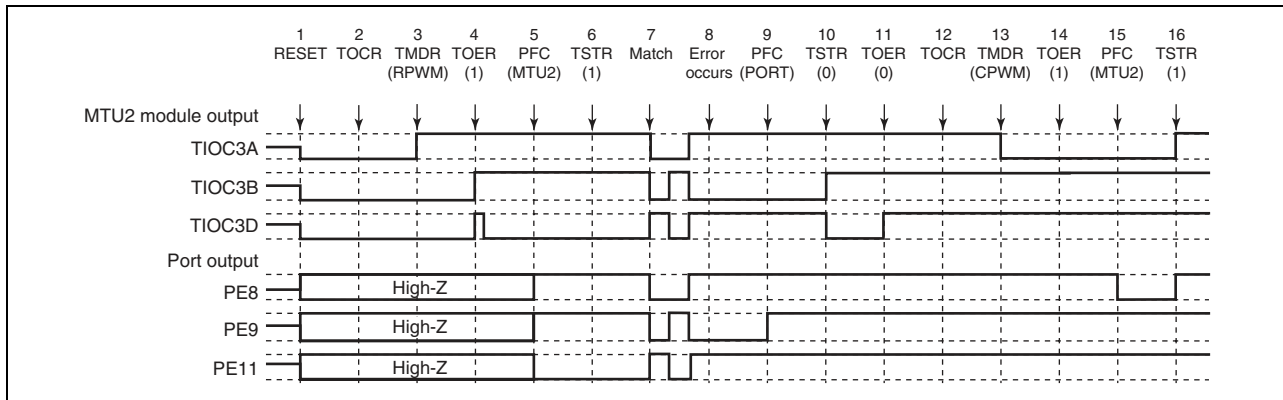 1 2 3 4 5 6 7 8 9 10 11 12 13 14 15 16
RESET TOCR TMDR TOER PFC TSTR Match Error PFC TSTR TOER TOCR TMDR TOER PFC TSTR
(RPWM) (1) (MTU2) (1) occurs (PORT) (0) (0) (CPWM) (1) (MTU2) (1)
MTU2 module output
TIOC3A
TIOC3B
TIOC3D
Port output
PE8 High-Z
PE9 High-Z
PE11 High-Z